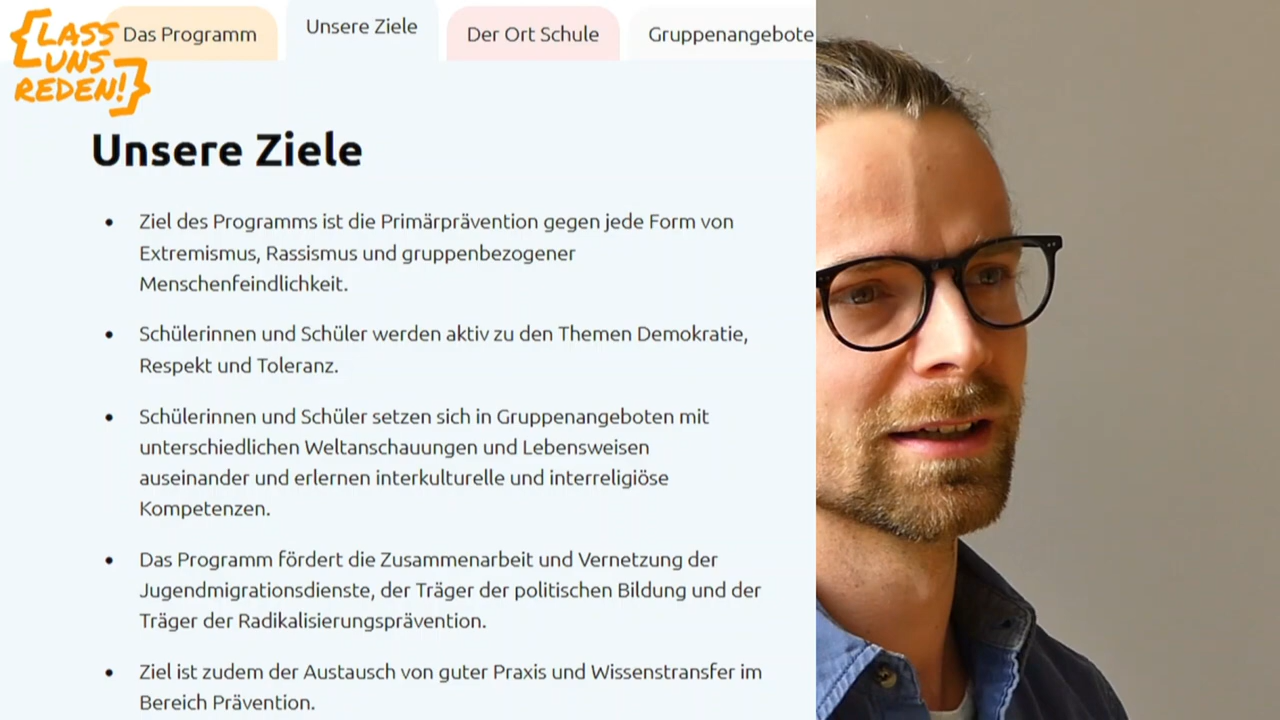 {LASS
UNS
REDEN!}
Das Programm
Unsere Ziele
Der Ort Schule
Gruppenangebote
Unsere Ziele
• Ziel des Programms ist die Primärprävention gegen jede Form von
Extremismus, Rassismus und gruppenbezogener
Menschenfeindlichkeit.
• Schülerinnen und Schüler werden aktiv zu den Themen Demokratie,
Respekt und Toleranz.
• Schülerinnen und Schüler setzen sich in Gruppenangeboten mit
unterschiedlichen Weltanschauungen und Lebensweisen
auseinander und erlernen interkulturelle und interreligiöse
Kompetenzen.
• Das Programm fördert die Zusammenarbeit und Vernetzung der
Jugendmigrationsdienste, der Träger der politischen Bildung und der
Träger der Radikalisierungsprävention.
• Ziel ist zudem der Austausch von guter Praxis und Wissenstransfer im
Bereich Prävention.